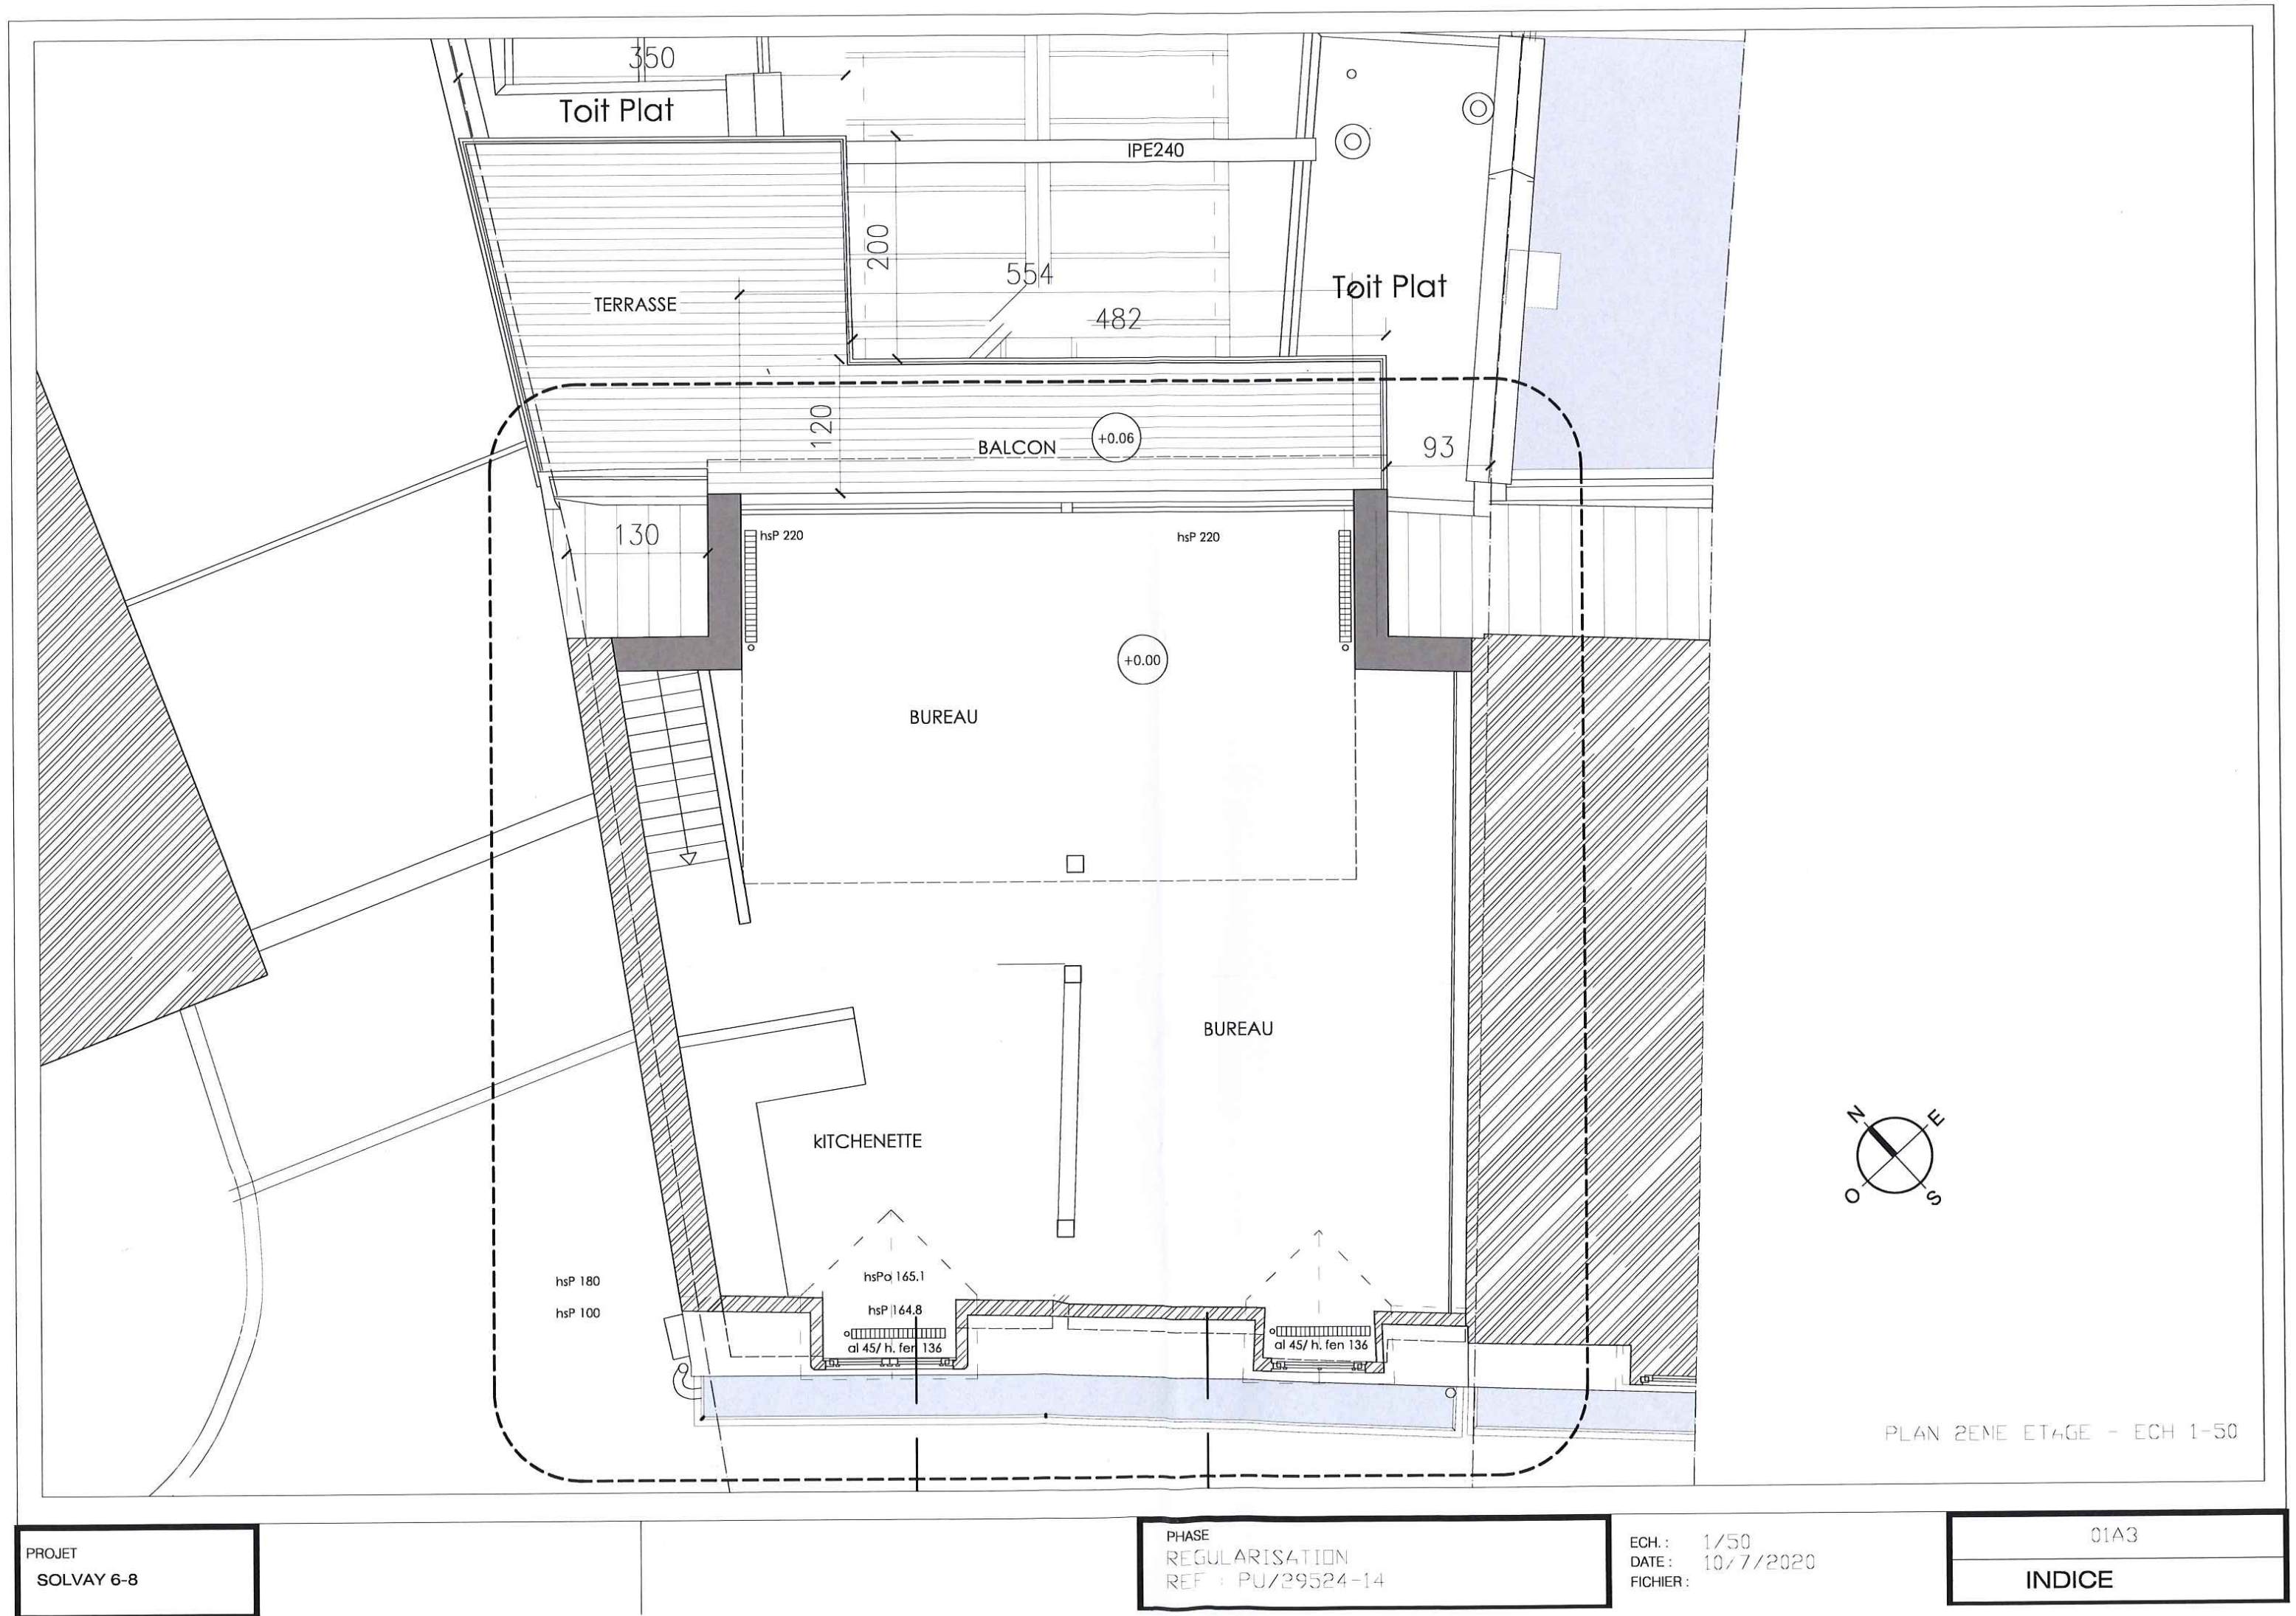 350
Toit Plat
IPE240
200
554
Toit Plat
TERRASSE
482
120
BALCON
+0.06
93
130
hsP 220
hsP 220
+0.00
BUREAU
BUREAU
kITCHENETTE
N
E
O
S
hsP 180
hsPa 165.1
hsP 100
hsP 164.8
al 45/ h. fen 136
al 45/ h. fen 136
PLAN 2EME ETAGE - ECH 1-50
PROJET
SOLVAY 6-8
PHASE
REGULARISATION
REF : PU/29524-14
ECH. : 1/50
DATE : 10/7/2020
FICHIER :
01A3
INDICE